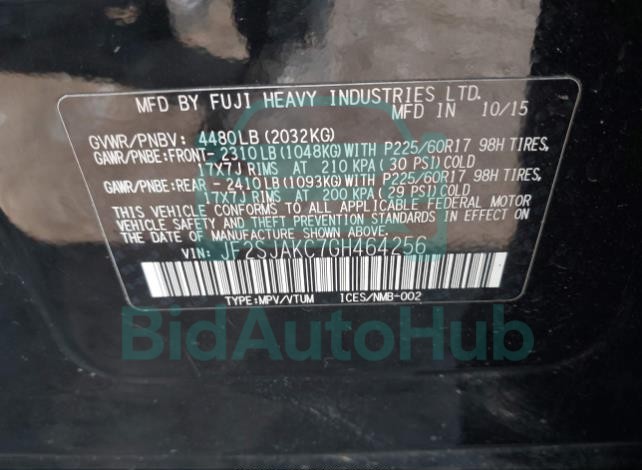 MFD BY FUJI HEAVY INDUSTRIES LTD.
MFD IN 10/15
GVWR/PNBV: 4480LB (2032KG)
GAWR/PNBE:FRONT- 2310LB (1048KG) WITH P225/60R17 98H TIRES,
17X7J RIMS AT 210 KPA (30 PSI) COLD
GAWR/PNBE:REAR - 2410LB (1093KG) WITH P225/60R17 98H TIRES,
17X7J RIMS AT 200 KPA (29 PSI) COLD
THIS VEHICLE CONFORMS TO ALL APPLICABLE FEDERAL MOTOR
VEHICLE SAFETY AND THEFT PREVENTION STANDARDS IN EFFECT ON
THE DATE OF MANUFACTURE SHOWN ABOVE.
VIN: JF2SJAKC7GH464256
TYPE:MPV/VTUM ICES/NMB-002
BidAutoHub